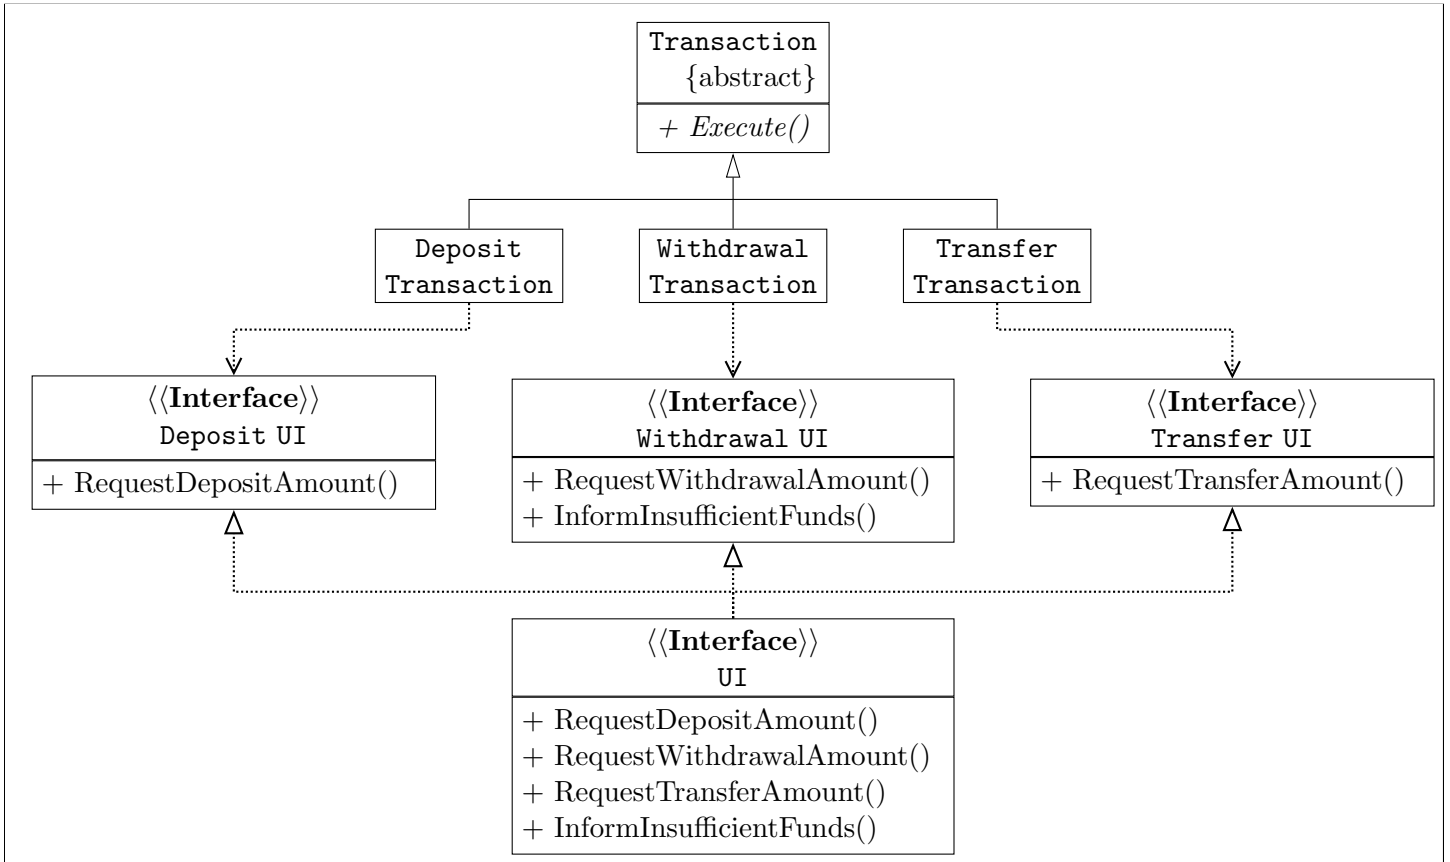 Transaction
{abstract}
+ Execute()
Deposit
Transaction
Withdrawal
Transaction
Transfer
Transaction
⟨⟨Interface⟩⟩
Deposit UI
+ RequestDepositAmount()
⟨⟨Interface⟩⟩
Withdrawal UI
+ RequestWithdrawalAmount()
+ InformInsufficientFunds()
⟨⟨Interface⟩⟩
Transfer UI
+ RequestTransferAmount()
⟨⟨Interface⟩⟩
UI
+ RequestDepositAmount()
+ RequestWithdrawalAmount()
+ RequestTransferAmount()
+ InformInsufficientFunds()